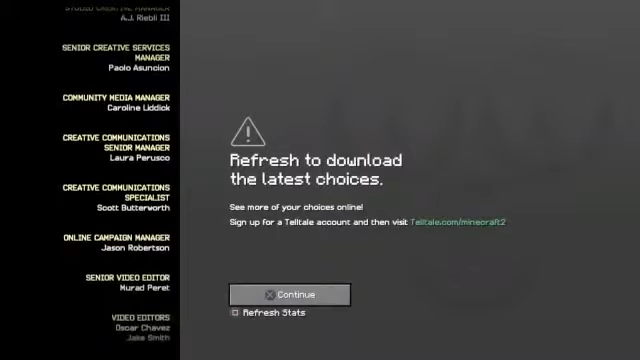 STUDIO CREATIVE MANAGER
A.J. Riebli III
SENIOR CREATIVE SERVICES
MANAGER
Paolo Asuncion
COMMUNITY MEDIA MANAGER
Caroline Liddick
CREATIVE COMMUNICATIONS
SENIOR MANAGER
Laura Perusco
CREATIVE COMMUNICATIONS
SPECIALIST
Scott Butterworth
ONLINE CAMPAIGN MANAGER
Jason Robertson
SENIOR VIDEO EDITOR
Murad Peret
VIDEO EDITORS
Oscar Chavez
Jake Smith
Refresh to download
the latest choices.
See more of your choices online!
Sign up for a Telltale account and then visit Telltale.com/minecraft2
Continue
Refresh Stats